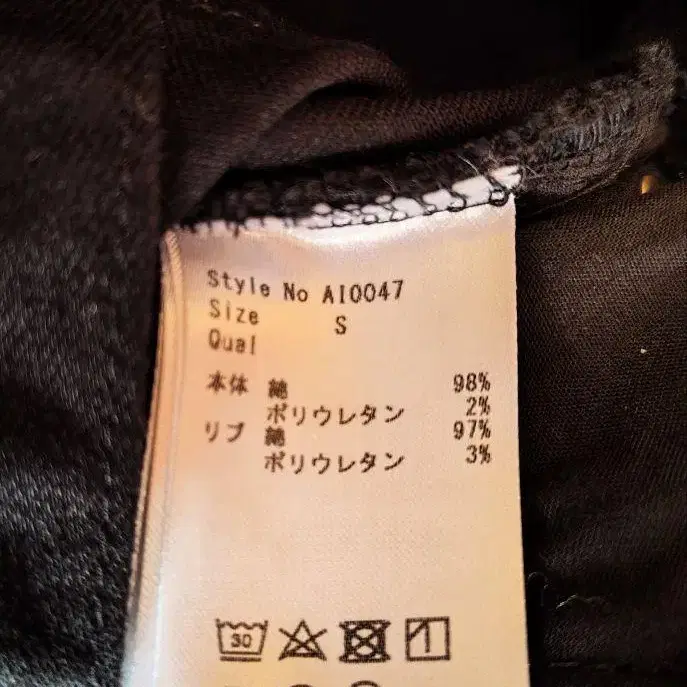 Style No AI0047
Size S
Qual
本体 綿 98%
ポリウレタン 2%
リブ 綿 97%
ポリウレタン 3%
30